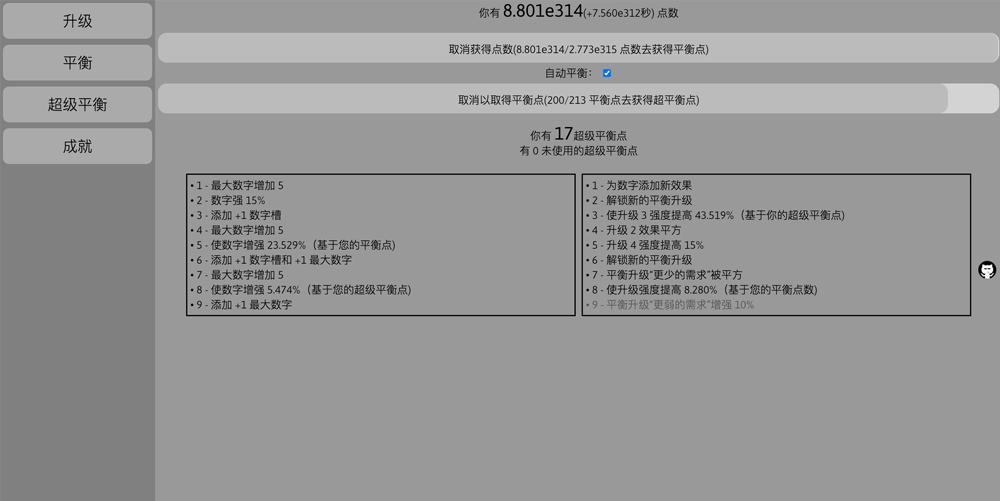 升级
平衡
超级平衡
成就
你有 8.801e314(+7.560e312秒) 点数
取消获得点数(8.801e314/2.773e315 点数去获得平衡点)
自动平衡：
取消以取得平衡点(200/213 平衡点去获得超平衡点)
你有 17超级平衡点
有 0 未使用的超级平衡点
• 1 - 最大数字增加 5
• 2 - 数字强 15%
• 3 - 添加 +1 数字槽
• 4 - 最大数字增加 5
• 5 - 使数字增强 23.529%（基于您的平衡点）
• 6 - 添加 +1 数字槽和 +1 最大数字
• 7 - 最大数字增加 5
• 8 - 使数字增强 5.474%（基于您的超级平衡点）
• 9 - 添加 +1 最大数字
• 1 - 为数字添加新效果
• 2 - 解锁新的平衡升级
• 3 - 使升级 3 强度提高 43.519%（基于你的超级平衡点）
• 4 - 升级 2 效果平方
• 5 - 升级 4 强度提高 15%
• 6 - 解锁新的平衡升级
• 7 - 平衡升级“更少的需求”被平方
• 8 - 使升级强度提高 8.280%（基于您的平衡点数）
• 9 - 平衡升级“更弱的需求”增强 10%